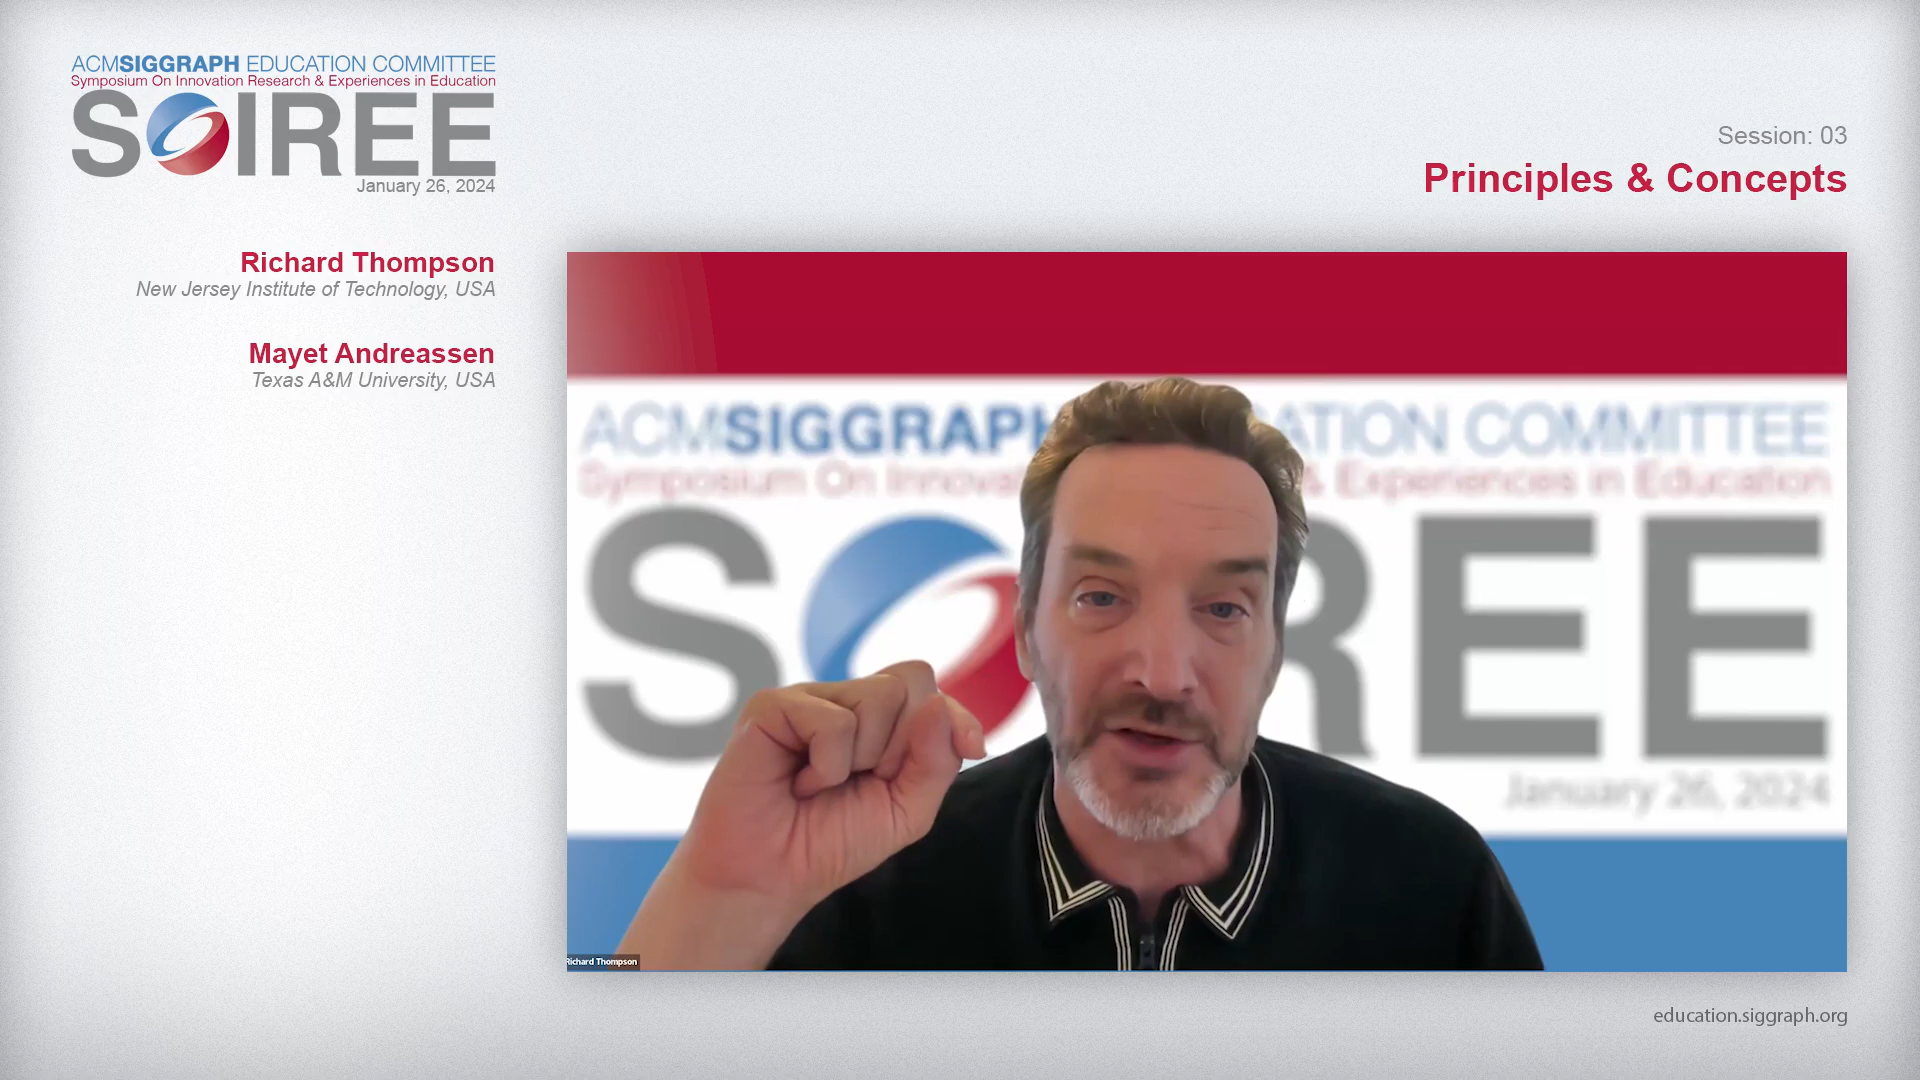 ACMSIGGRAPH EDUCATION COMMITTEE
Symposium On Innovation Research & Experiences in Education
SOIREE
January 26, 2024
Session: 03
Principles & Concepts
Richard Thompson
New Jersey Institute of Technology, USA
Mayet Andreassen
Texas A&M University, USA
ACMSIGGRAPH ATION COMMITTEE
Symposium On Innova & Experiences in Education
SOIREE
January 26, 2024
Richard Thompson
education.siggraph.org